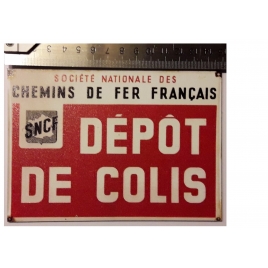 SOCIÉTÉ NATIONALE DES
CHEMINS DE FER FRANÇAIS
SNCF
DÉPÔT
DE COLIS